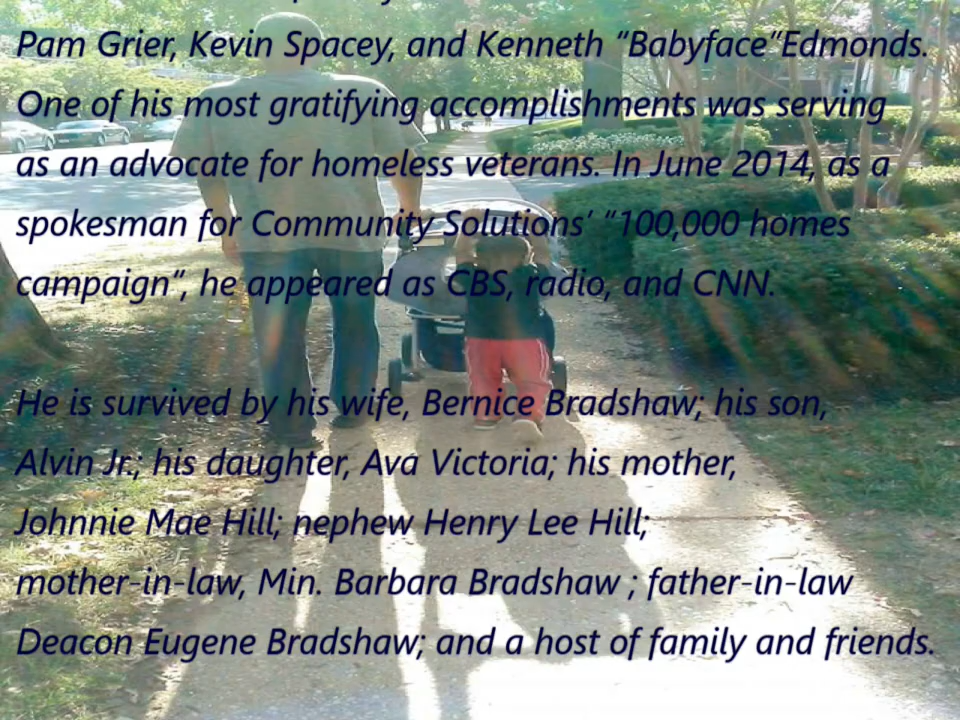 Pam Grier, Kevin Spacey, and Kenneth “Babyface”Edmonds.
One of his most gratifying accomplishments was serving
as an advocate for homeless veterans. In June 2014, as a
spokesman for Community Solutions’ “100,000 homes
campaign”, he appeared as CBS, radio, and CNN.
He is survived by his wife, Bernice Bradshaw; his son,
Alvin Jr.; his daughter, Ava Victoria; his mother,
Johnnie Mae Hill; nephew Henry Lee Hill;
mother-in-law, Min. Barbara Bradshaw ; father-in-law
Deacon Eugene Bradshaw; and a host of family and friends.